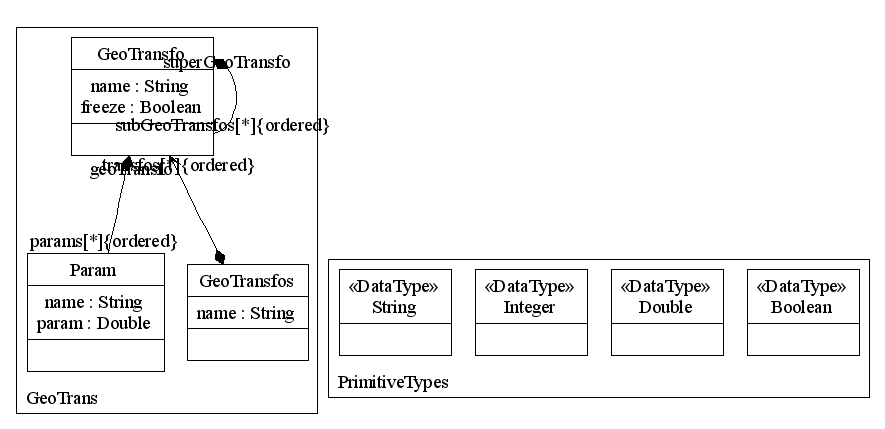 GeoTransfo
superGeoTransfo
name : String
freeze : Boolean
subGeoTransfos[*]{ordered}
transfos[*]{ordered}
geoTransfo
params[*]{ordered}
Param
name : String
param : Double
GeoTransfos
name : String
GeoTrans
«DataType»
String
«DataType»
Integer
«DataType»
Double
«DataType»
Boolean
PrimitiveTypes